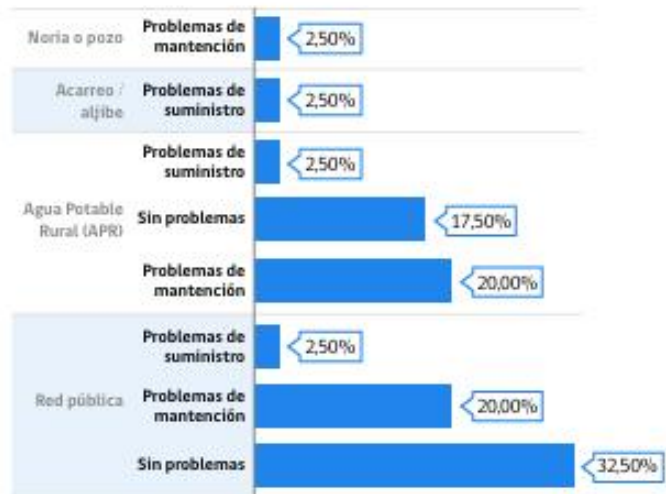 Noria o pozo
Problemas de
mantención
2,50%
Acarreo /
aljibe
Problemas de
suministro
2,50%
Agua Potable
Rural (APR)
Problemas de
suministro
2,50%
Sin problemas
17,50%
Problemas de
mantención
20,00%
Red pública
Problemas de
suministro
2,50%
Problemas de
mantención
20,00%
Sin problemas
32,50%